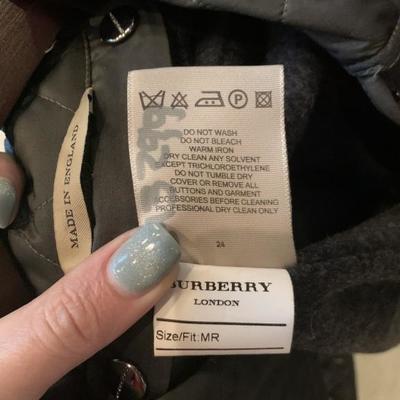 MADE IN ENGLAND
DO NOT WASH
DO NOT BLEACH
WARM IRON
DRY CLEAN ANY SOLVENT
EXCEPT TRICHLOROETHYLENE
DO NOT TUMBLE DRY
COVER OR REMOVE ALL
BUTTONS AND GARMENT
ACCESSORIES BEFORE CLEANING
PROFESSIONAL DRY CLEAN ONLY
24
BURBERRY
LONDON
Size/Fit:MR